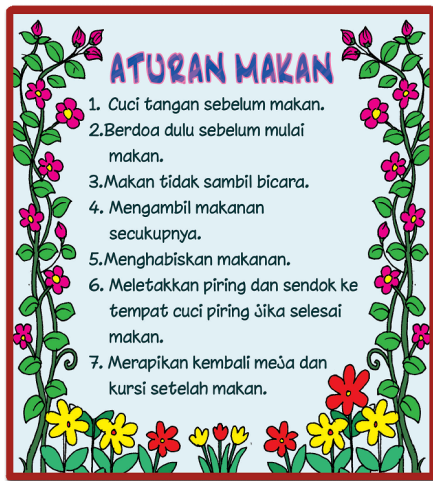 ATURAN MAKAN
1. Cuci tangan sebelum makan.
2.Berdoa dulu sebelum mulai
makan.
3.Makan tidak sambil bicara.
4. Mengambil makanan
secukupnya.
5.Menghabiskan makanan.
6. Meletakkan piring dan sendok ke
tempat cuci piring jika selesai
makan.
7. Merapikan kembali meja dan
kursi setelah makan.